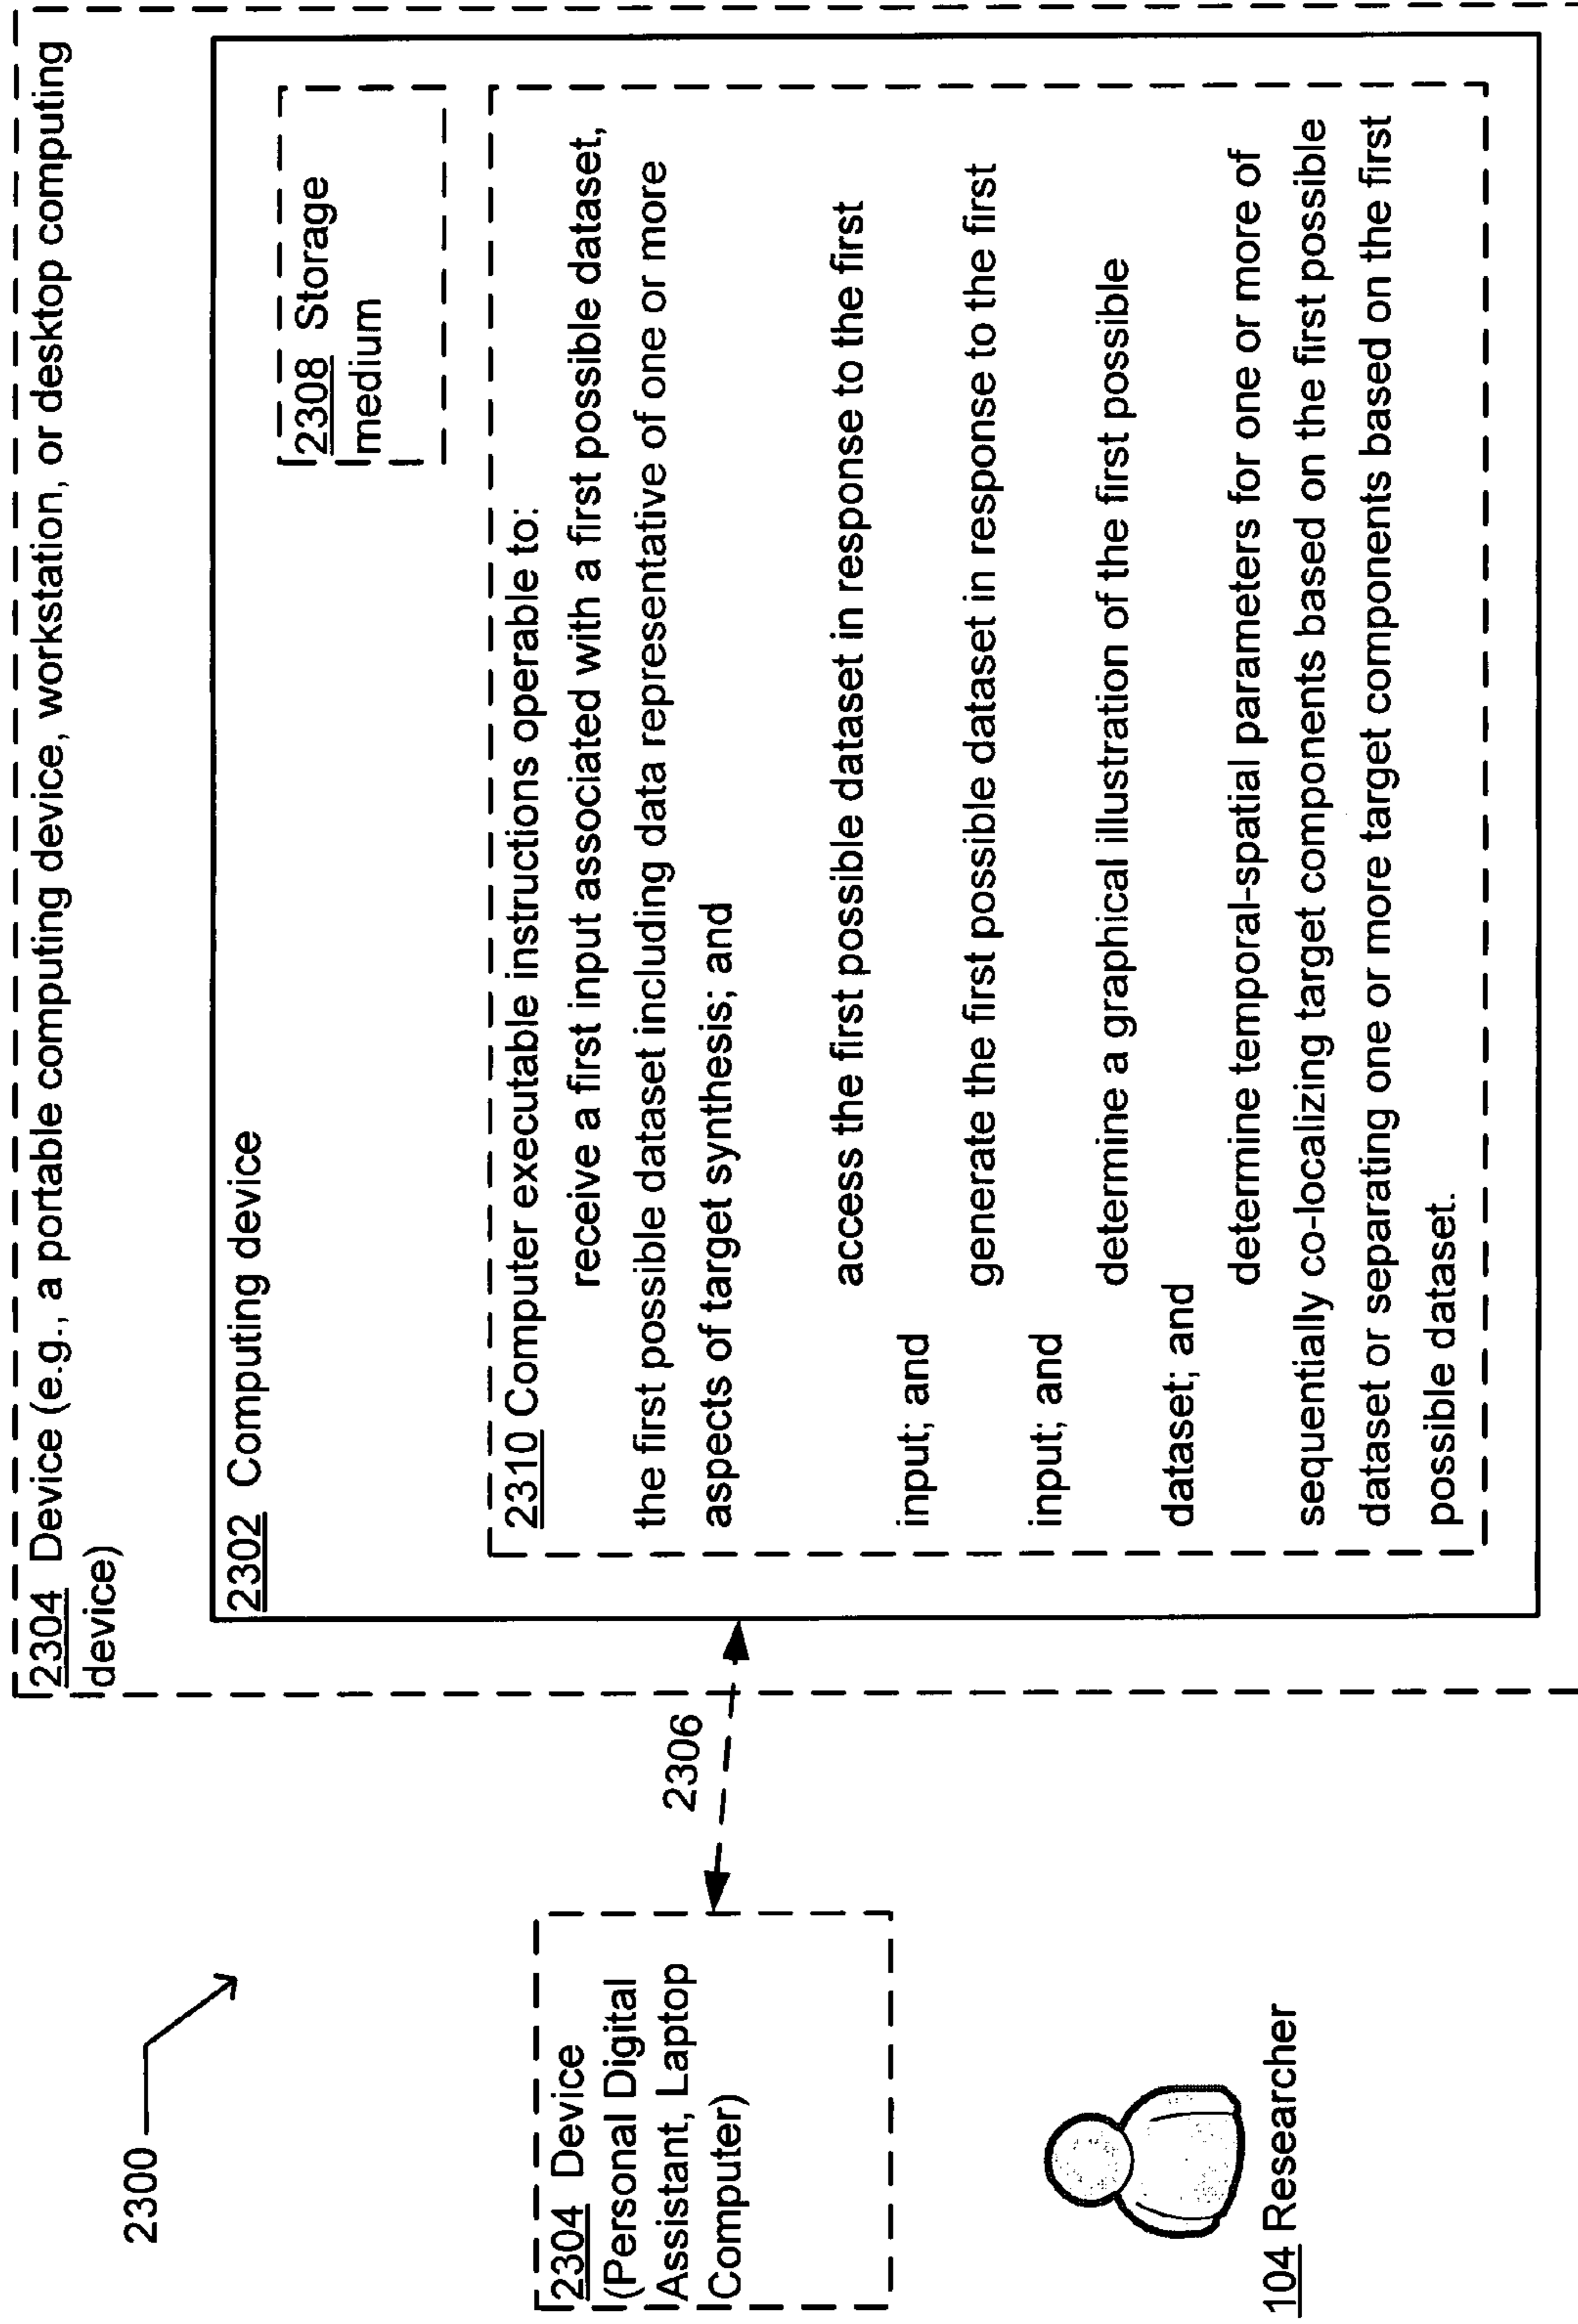 2300
2304 Device
(Personal Digital
Assistant, Laptop
Computer)
104 Researcher
2306
2304 Device (e.g., a portable computing device, workstation, or desktop computing
device)
2302 Computing device
2308 Storage
medium
2310 Computer executable instructions operable to:
receive a first input associated with a first possible dataset,
the first possible dataset including data representative of one or more
aspects of target synthesis; and
access the first possible dataset in response to the first
input; and
generate the first possible dataset in response to the first
input; and
determine a graphical illustration of the first possible
dataset; and
determine temporal-spatial parameters for one or more of
sequentially co-localizing target components based on the first possible
dataset or separating one or more target components based on the first
possible dataset.